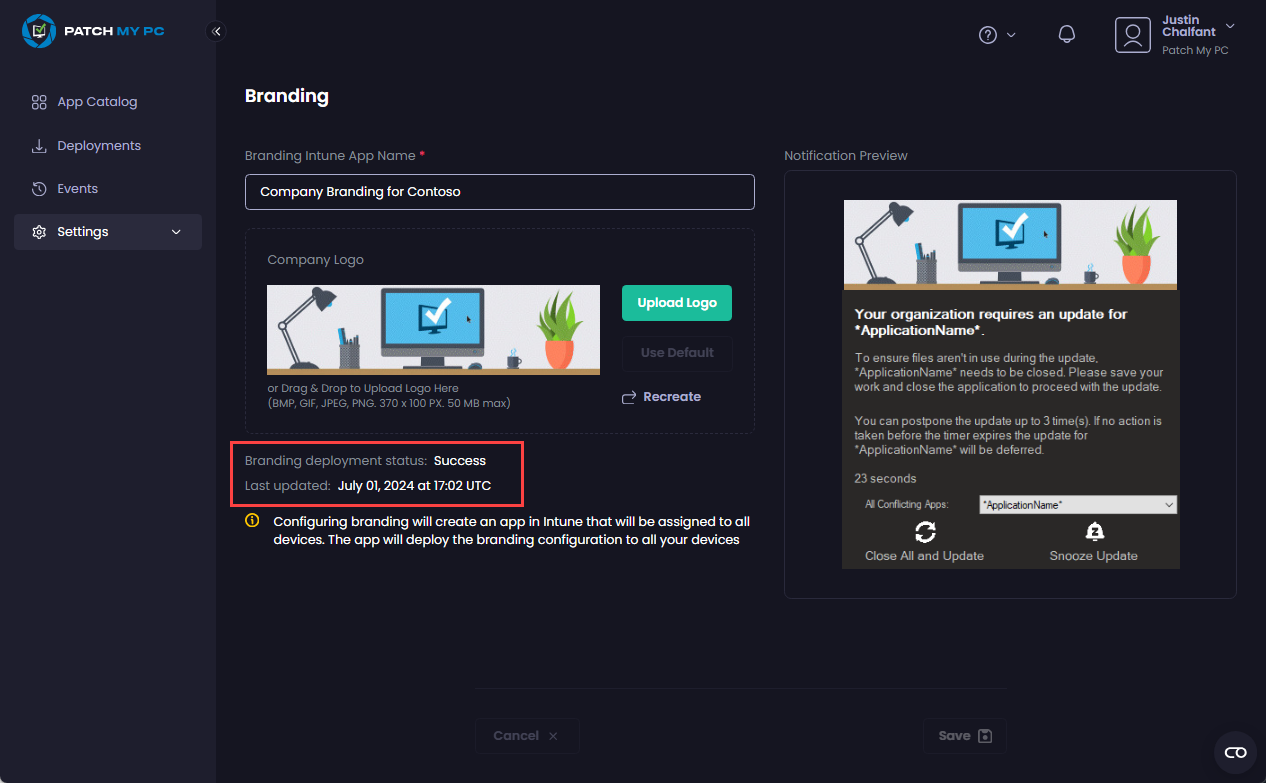 PATCH MY PC
Justin
Chalfant
Patch My PC
App Catalog
Deployments
Events
Settings
Branding
Branding Intune App Name *
Company Branding for Contoso
Company Logo
Upload Logo
Use Default
or Drag & Drop to Upload Logo Here
(BMP, GIF, JPEG, PNG. 370 x 100 PX. 50 MB max)
Recreate
Branding deployment status: Success
Last updated: July 01, 2024 at 17:02 UTC
Configuring branding will create an app in Intune that will be assigned to all
devices. The app will deploy the branding configuration to all your devices
Notification Preview
Your organization requires an update for
*ApplicationName*.
To ensure files aren't in use during the update,
*ApplicationName* needs to be closed. Please save your
work and close the application to proceed with the update.
You can postpone the update up to 3 time(s). If no action is
taken before the timer expires the update for
*ApplicationName* will be deferred.
23 seconds
All Conflicting Apps: *ApplicationName*
Close All and Update
Snooze Update
Cancel
Save